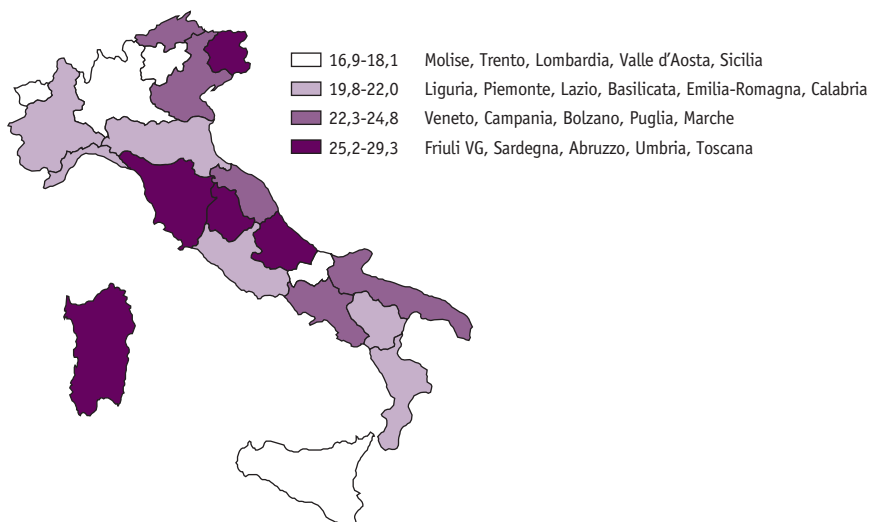 16,9-18,1 Molise, Trento, Lombardia, Valle d'Aosta, Sicilia
19,8-22,0 Liguria, Piemonte, Lazio, Basilicata, Emilia-Romagna, Calabria
22,3-24,8 Veneto, Campania, Bolzano, Puglia, Marche
25,2-29,3 Friuli VG, Sardegna, Abruzzo, Umbria, Toscana